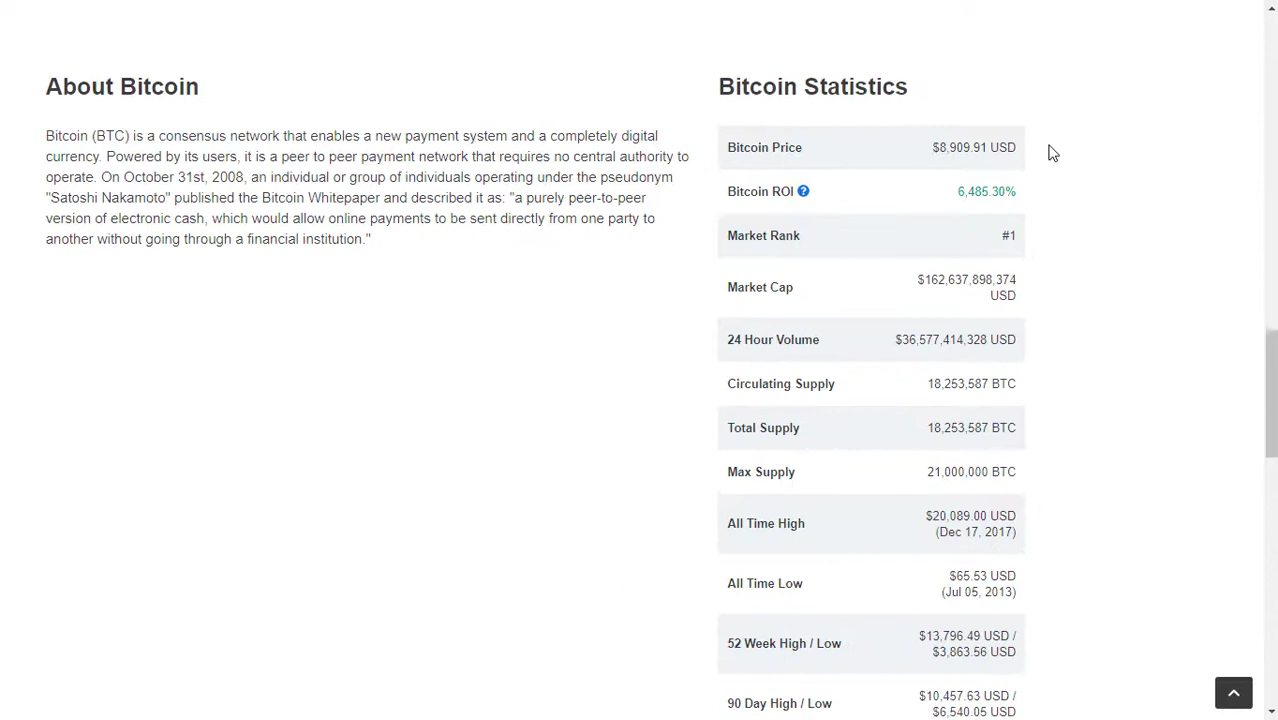 About Bitcoin
Bitcoin (BTC) is a consensus network that enables a new payment system and a completely digital
currency. Powered by its users, it is a peer to peer payment network that requires no central authority to
operate. On October 31st, 2008, an individual or group of individuals operating under the pseudonym
"Satoshi Nakamoto" published the Bitcoin Whitepaper and described it as: "a purely peer-to-peer
version of electronic cash, which would allow online payments to be sent directly from one party to
another without going through a financial institution."
Bitcoin Statistics
Bitcoin Price $8,909.91 USD
Bitcoin ROI ? 6,485.30%
Market Rank #1
Market Cap $162,637,898,374
USD
24 Hour Volume $36,577,414,328 USD
Circulating Supply 18,253,587 BTC
Total Supply 18,253,587 BTC
Max Supply 21,000,000 BTC
All Time High $20,089.00 USD
(Dec 17, 2017)
All Time Low $65.53 USD
(Jul 05, 2013)
52 Week High / Low $13,796.49 USD /
$3,863.56 USD
90 Day High / Low $10,457.63 USD /
$6,540.05 USD